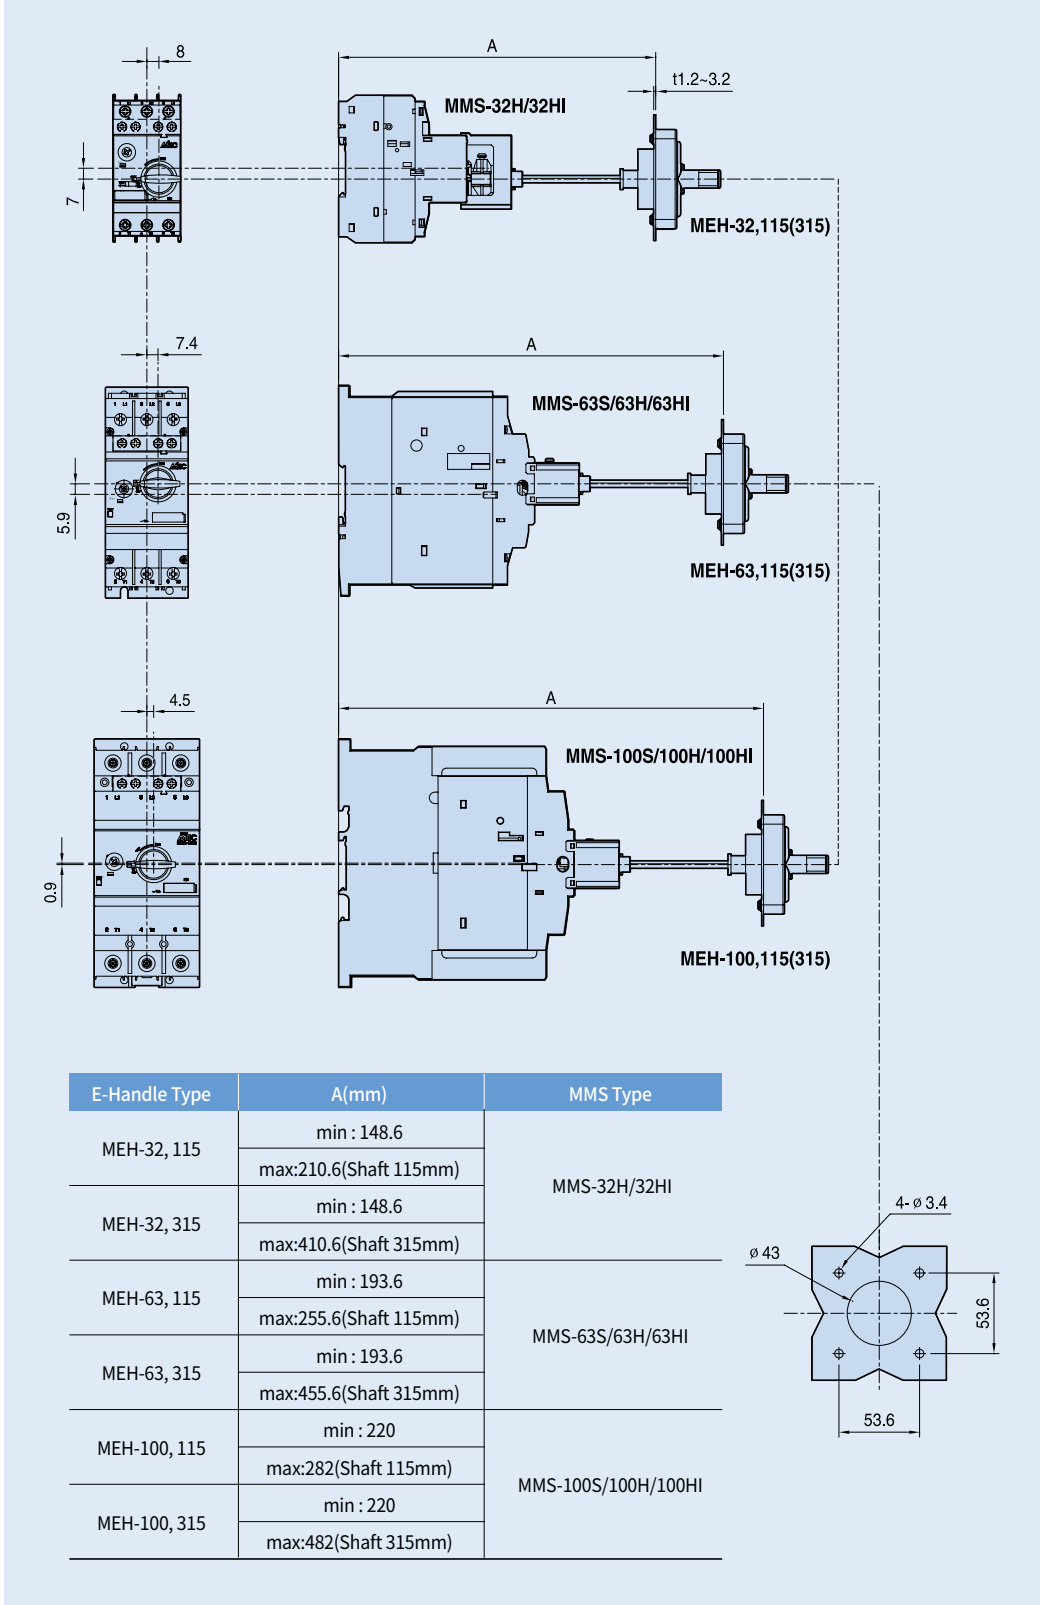 8
A
t1.2~3.2
MMS-32H/32HI
7
MEH-32,115(315)
7.4
A
MMS-63S/63H/63HI
5.9
MEH-63,115(315)
4.5
A
MMS-100S/100H/100HI
0.9
MEH-100,115(315)
E-Handle Type A(mm) MMS Type
MEH-32, 115
min : 148.6
max:210.6(Shaft 115mm)
MMS-32H/32HI
MEH-32, 315
min : 148.6
max:410.6(Shaft 315mm)
MEH-63, 115
min : 193.6
max:255.6(Shaft 115mm)
MMS-63S/63H/63HI
MEH-63, 315
min : 193.6
max:455.6(Shaft 315mm)
MEH-100, 115
min : 220
max:282(Shaft 115mm)
MMS-100S/100H/100HI
MEH-100, 315
min : 220
max:482(Shaft 315mm)
4- ø 3.4
ø 43
53.6
53.6